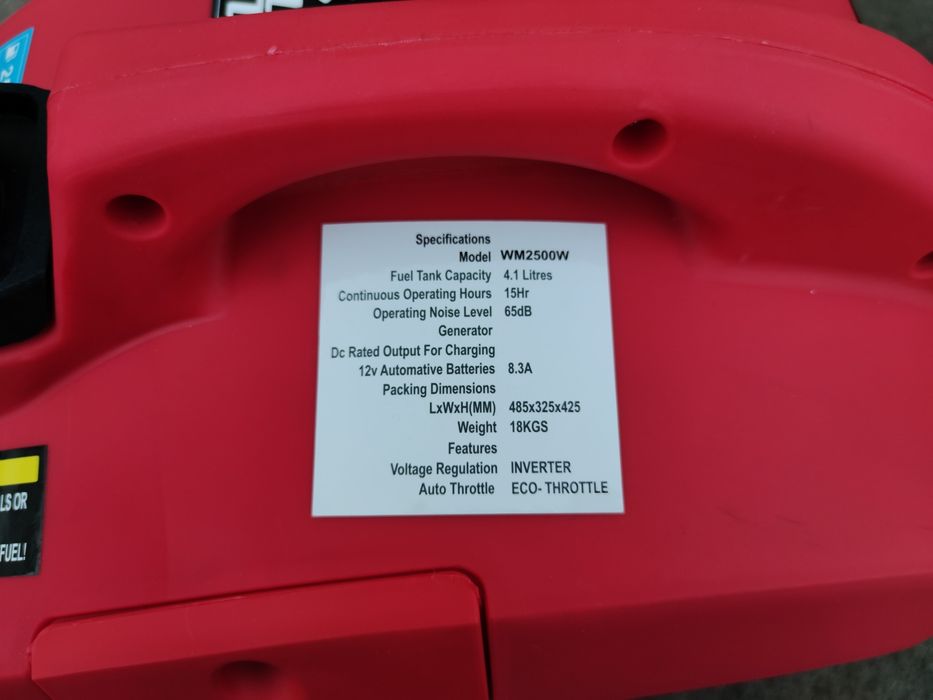 Specifications
Model WM2500W
Fuel Tank Capacity 4.1 Litres
Continuous Operating Hours 15Hr
Operating Noise Level 65dB
Generator
Dc Rated Output For Charging
12v Automative Batteries 8.3A
Packing Dimensions
LxWxH(MM) 485x325x425
Weight 18KGS
Features
Voltage Regulation INVERTER
Auto Throttle ECO- THROTTLE
LS OR
FUEL!